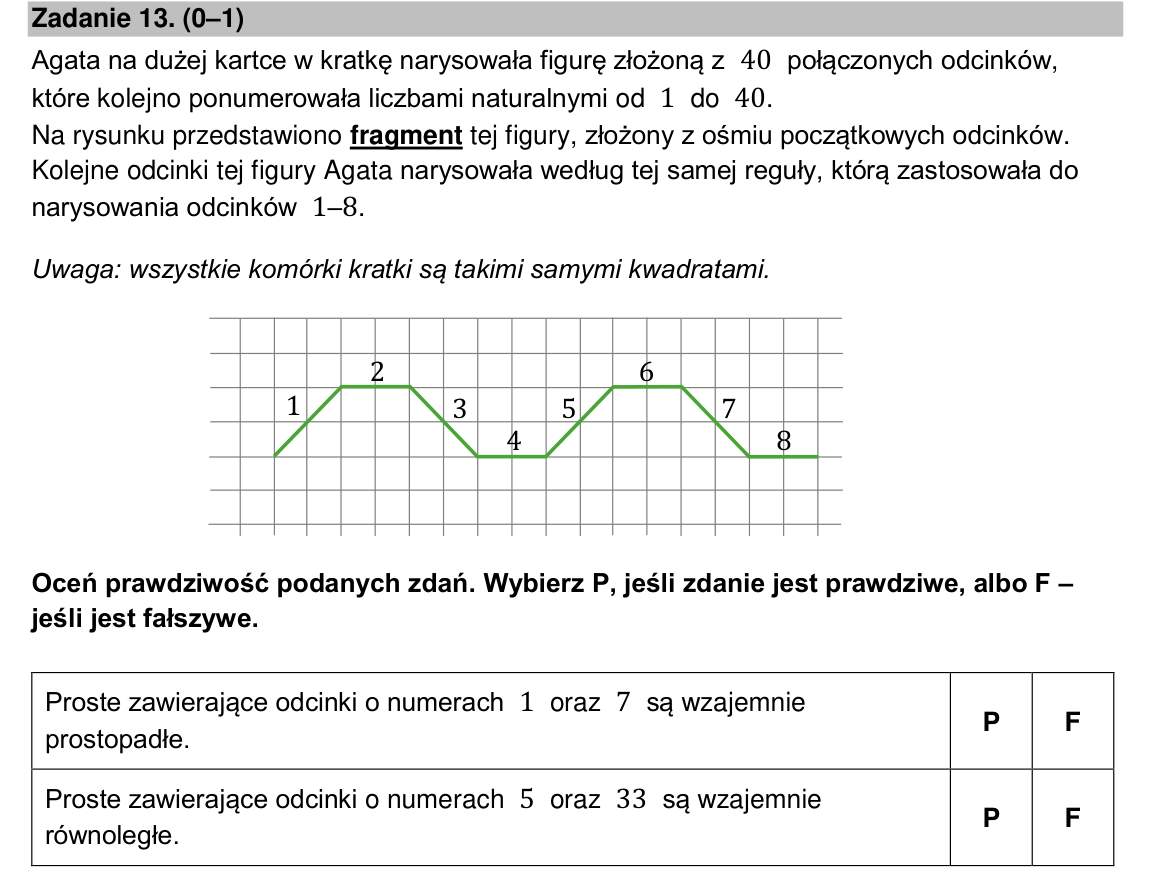 Zadanie 13. (0–1)
Agata na dużej kartce w kratkę narysowała figurę złożoną z 40 połączonych odcinków,
które kolejno ponumerowała liczbami naturalnymi od 1 do 40.
Na rysunku przedstawiono fragment tej figury, złożony z ośmiu początkowych odcinków.
Kolejne odcinki tej figury Agata narysowała według tej samej reguły, którą zastosowała do
narysowania odcinków 1–8.
Uwaga: wszystkie komórki kratki są takimi samymi kwadratami.
1
2
3
4
5
6
7
8
Oceń prawdziwość podanych zdań. Wybierz P, jeśli zdanie jest prawdziwe, albo F –
jeśli jest fałszywe.
Proste zawierające odcinki o numerach 1 oraz 7 są wzajemnie
prostopadłe.
P
F
Proste zawierające odcinki o numerach 5 oraz 33 są wzajemnie
równoległe.
P
F